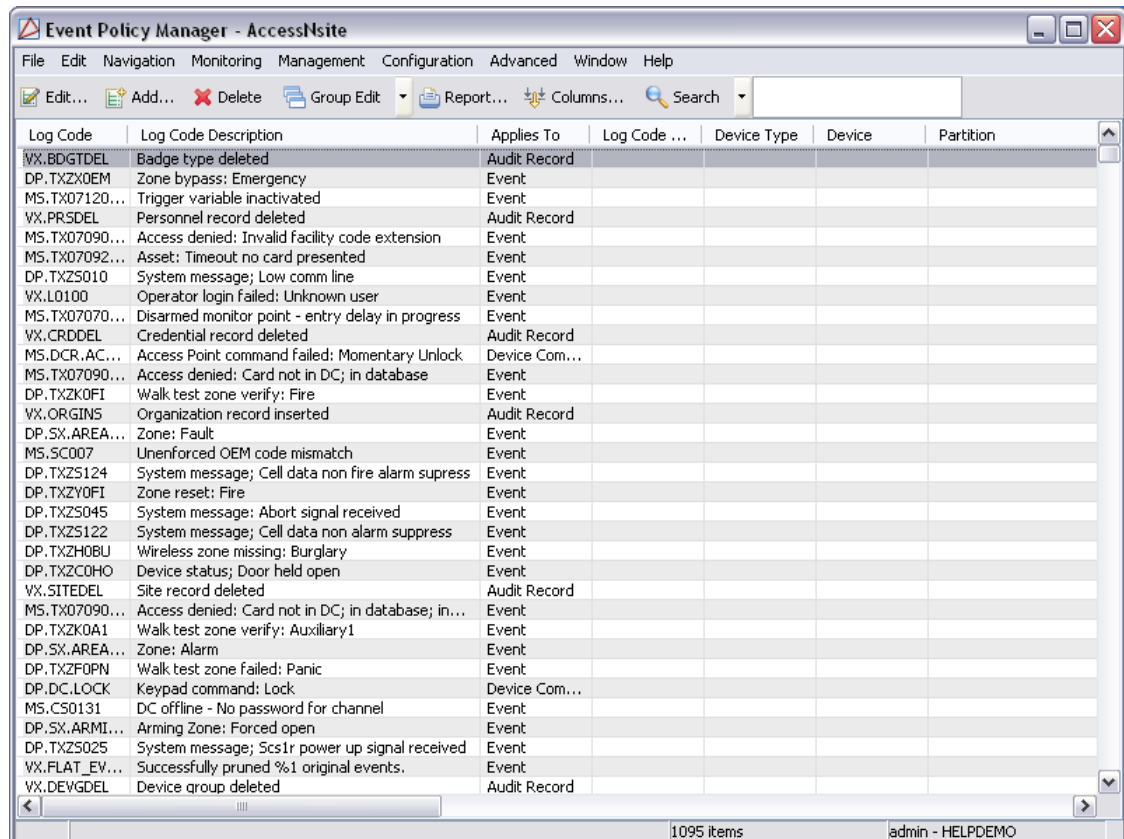 Event Policy Manager - AccessNsite
File Edit Navigation Monitoring Management Configuration Advanced Window Help
Edit... Add... Delete Group Edit Report... Columns... Search
Log Code Log Code Description Applies To Log Code ... Device Type Device Partition
VX.BDGTDEL Badge type deleted Audit Record
DP.TXZX0EM Zone bypass: Emergency Event
MS.TX07120... Trigger variable inactivated Event
VX.PRSDEL Personnel record deleted Audit Record
MS.TX07090... Access denied: Invalid facility code extension Event
MS.TX07092... Asset: Timeout no card presented Event
DP.TXZS010 System message; Low comm line Event
VX.L0100 Operator login failed: Unknown user Event
MS.TX07070... Disarmed monitor point - entry delay in progress Event
VX.CRDDEL Credential record deleted Audit Record
MS.DCR.AC... Access Point command failed: Momentary Unlock Device Com...
MS.TX07090... Access denied: Card not in DC; in database Event
DP.TXZK0FI Walk test zone verify: Fire Event
VX.ORGINS Organization record inserted Audit Record
DP.SX.AREA... Zone: Fault Event
MS.SC007 Unenforced OEM code mismatch Event
DP.TXZS124 System message; Cell data non fire alarm supress Event
DP.TXZY0FI Zone reset: Fire Event
DP.TXZS045 System message: Abort signal received Event
DP.TXZS122 System message; Cell data non alarm suppress Event
DP.TXZH0BU Wireless zone missing: Burglary Event
DP.TXZC0HO Device status; Door held open Event
VX.SITEDEL Site record deleted Audit Record
MS.TX07090... Access denied: Card not in DC; in database; in... Event
DP.TXZK0A1 Walk test zone verify: Auxiliary1 Event
DP.SX.AREA... Zone: Alarm Event
DP.TXZF0PN Walk test zone failed: Panic Event
DP.DC.LOCK Keypad command: Lock Device Com...
MS.CS0131 DC offline - No password for channel Event
DP.SX.ARMI... Arming Zone: Forced open Event
DP.TXZS025 System message; Scs1r power up signal received Event
VX.FLAT_EV... Successfully pruned %1 original events. Event
VX.DEVGDEL Device group deleted Audit Record
1095 items admin - HELPDEMO